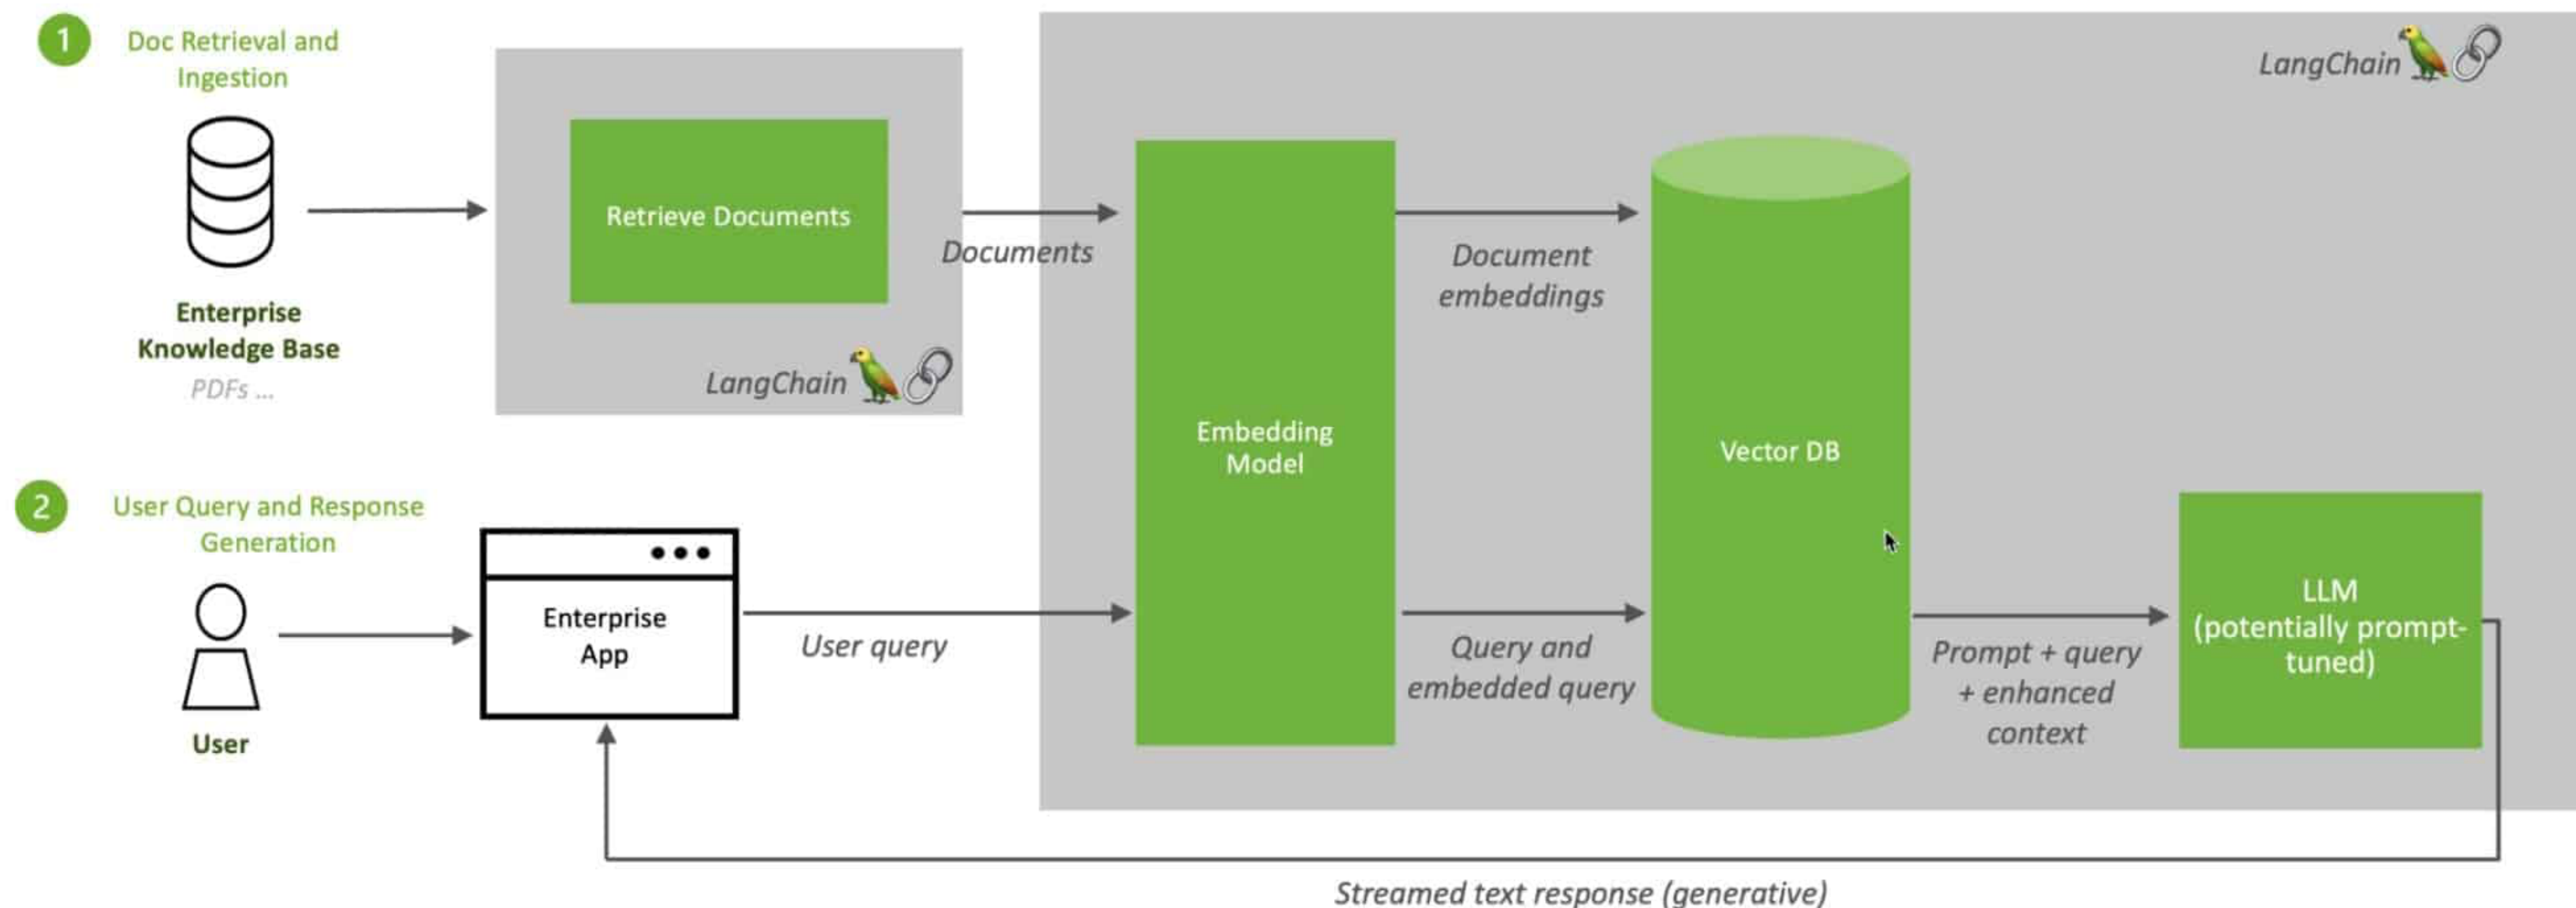 1
Doc Retrieval and
Ingestion
Enterprise
Knowledge Base
PDFs ...
Retrieve Documents
LangChain
Documents
LangChain
Embedding
Model
Document
embeddings
Vector DB
2
User Query and Response
Generation
User
Enterprise
App
User query
Query and
embedded query
Prompt + query
+ enhanced
context
LLM
(potentially prompt-
tuned)
Streamed text response (generative)